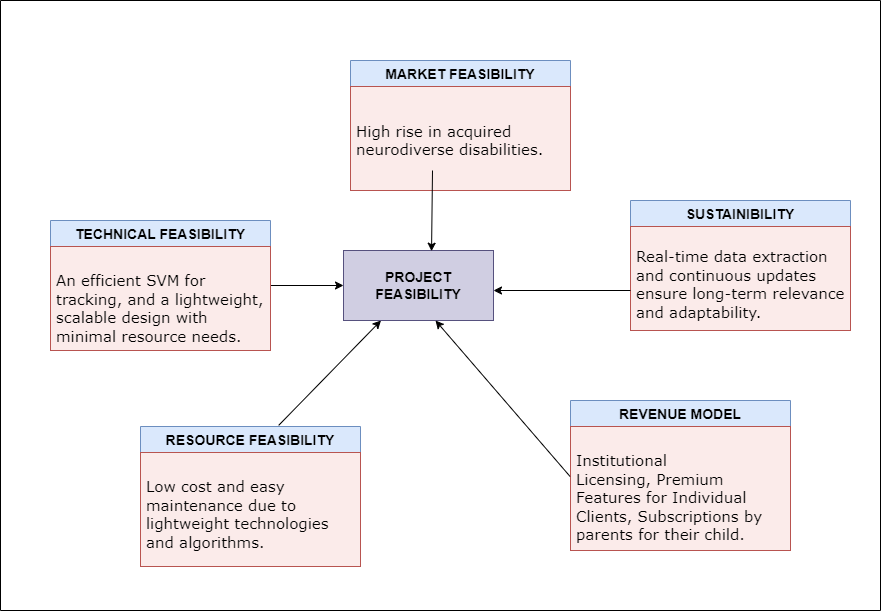 MARKET FEASIBILITY
High rise in acquired
neurodiverse disabilities.
TECHNICAL FEASIBILITY
An efficient SVM for
tracking, and a lightweight,
scalable design with
minimal resource needs.
PROJECT
FEASIBILITY
SUSTAINIBILITY
Real-time data extraction
and continuous updates
ensure long-term relevance
and adaptability.
RESOURCE FEASIBILITY
Low cost and easy
maintenance due to
lightweight technologies
and algorithms.
REVENUE MODEL
Institutional
Licensing, Premium
Features for Individual
Clients, Subscriptions by
parents for their child.